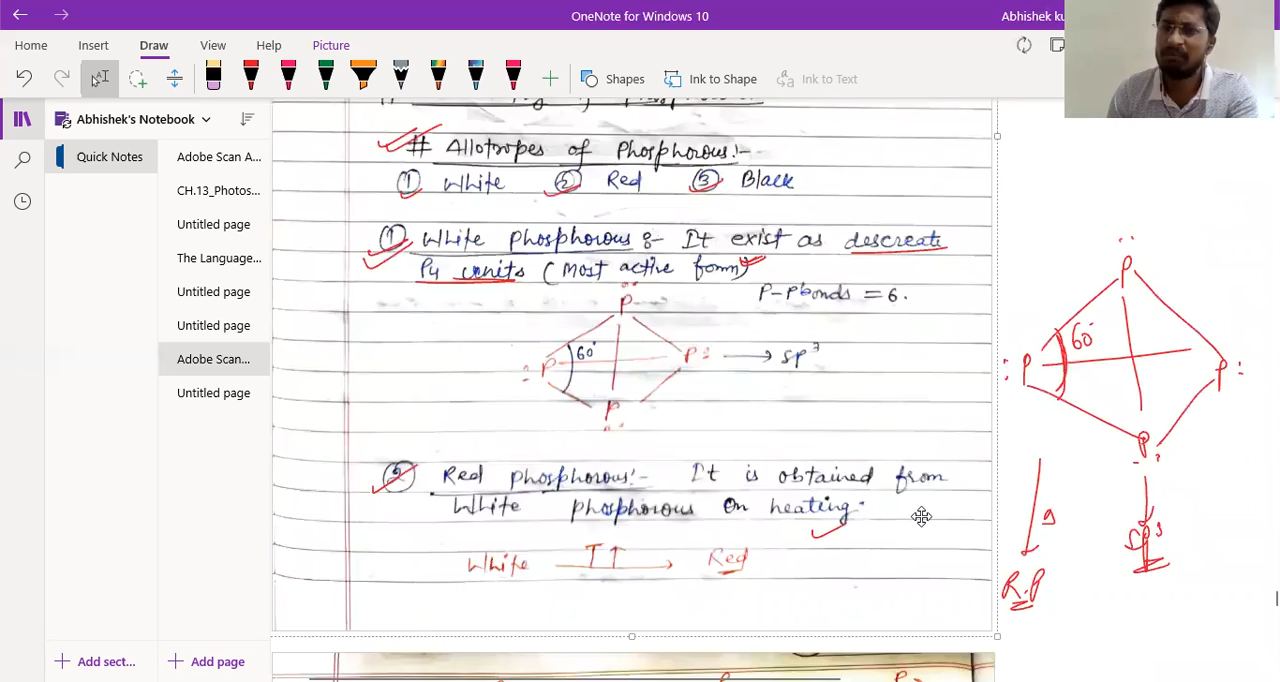 OneNote for Windows 10
Abhishek ku
Home Insert Draw View Help Picture
Shapes Ink to Shape Ink to Text
Abhishek's Notebook
Quick Notes
Adobe Scan A...
CH.13_Photos...
Untitled page
The Language...
Untitled page
Untitled page
Adobe Scan...
Untitled page
Add sect...
Add page
# Allotropes of Phosphorous:-
① White ② Red ③ Black
① White Phosphorous :- It exist as descreate
P4 units (Most active form)
P-P bonds = 6.
P
60°
P P → sp3
P
② Red phosphorous:- It is obtained from
White phosphorous on heating.
White T↑ → Red
P
60°
P P
P
Δ sp3
R.P